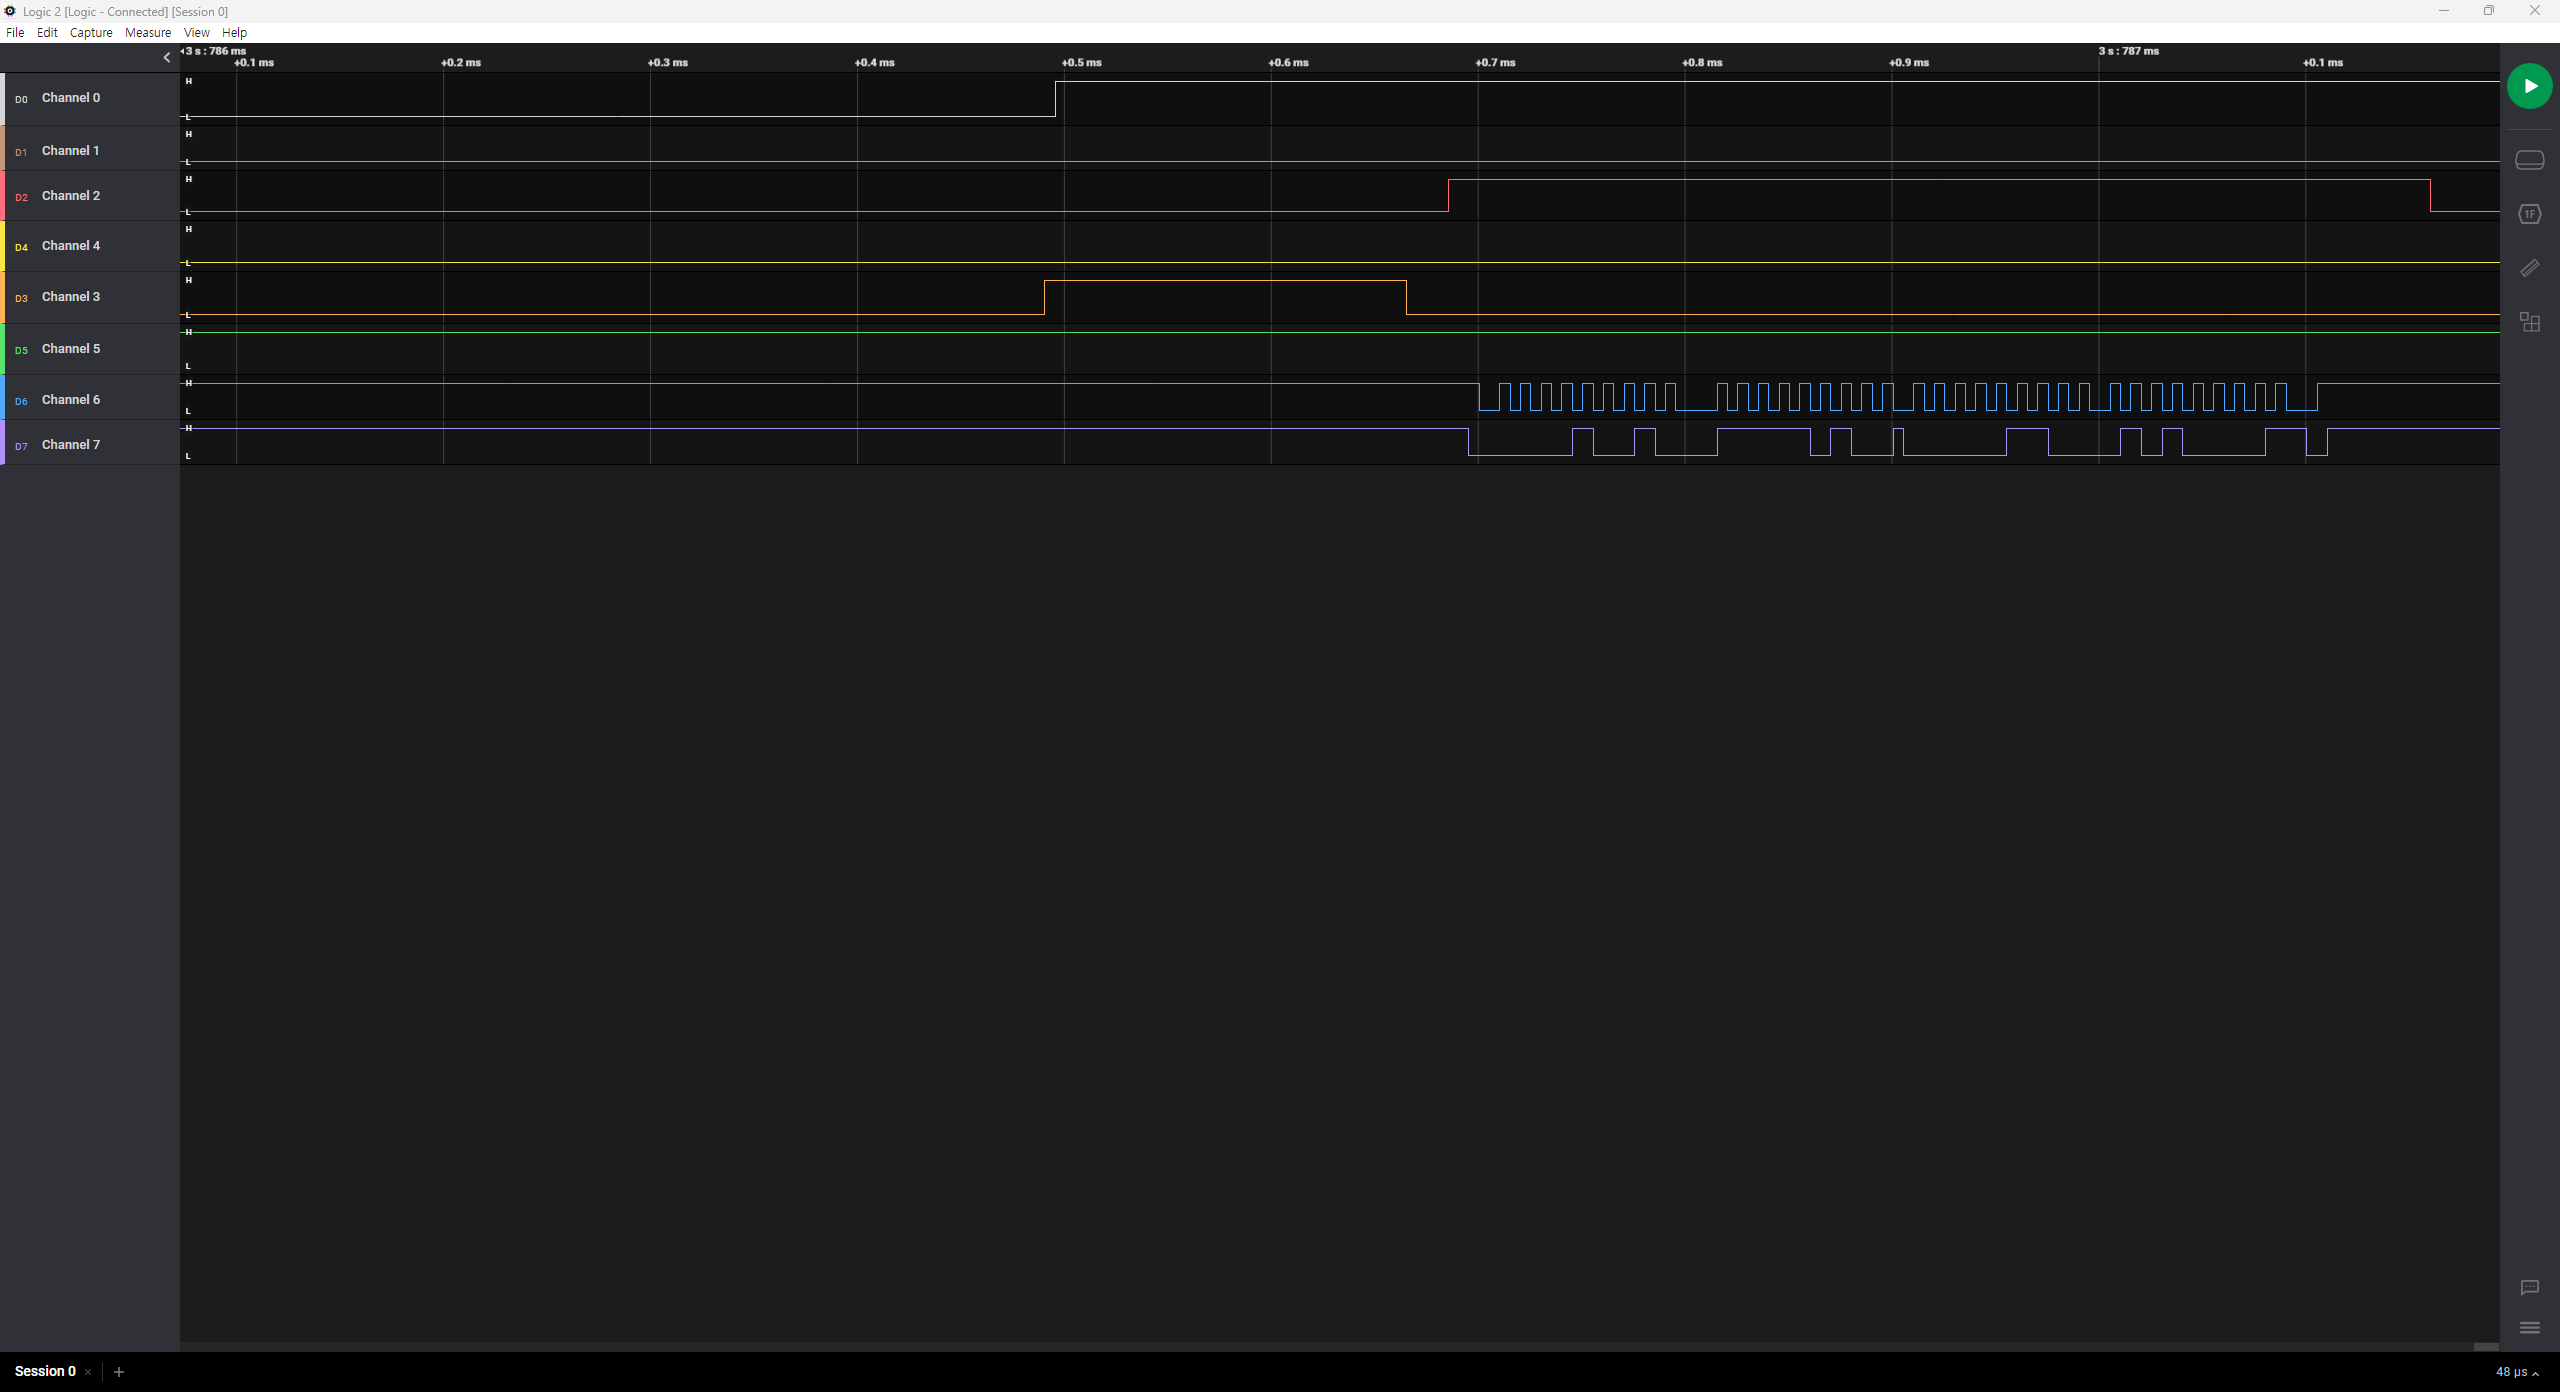 Logic 2 [Logic - Connected] [Session 0]
File Edit Capture Measure View Help
3 s : 786 ms 3 s : 787 ms
+0.1 ms +0.2 ms +0.3 ms +0.4 ms +0.5 ms +0.6 ms +0.7 ms +0.8 ms +0.9 ms +0.1 ms
H
D0 Channel 0
L
H
D1 Channel 1
L
H
D2 Channel 2
L
H
D4 Channel 4
L
H
D3 Channel 3
L
H
D5 Channel 5
L
H
D6 Channel 6
L
H
D7 Channel 7
L
1F
Session 0 × +
48 µs